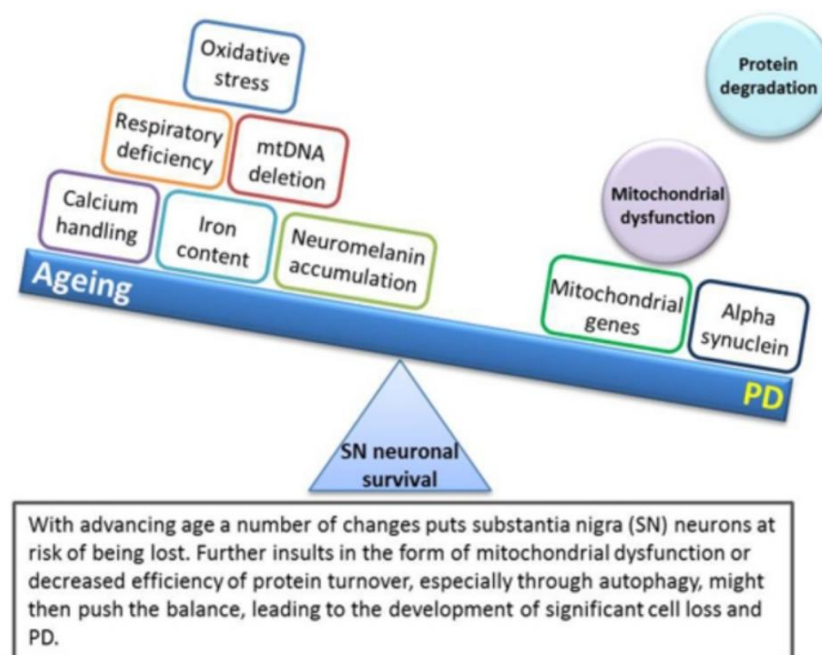 Oxidative
stress
Protein
degradation
Respiratory
deficiency
mtDNA
deletion
Mitochondrial
dysfunction
Calcium
handling
Iron
content
Neuromelanin
accumulation
Ageing
Mitochondrial
genes
Alpha
synuclein
PD
SN neuronal
survival
With advancing age a number of changes puts substantia nigra (SN) neurons at
risk of being lost. Further insults in the form of mitochondrial dysfunction or
decreased efficiency of protein turnover, especially through autophagy, might
then push the balance, leading to the development of significant cell loss and
PD.